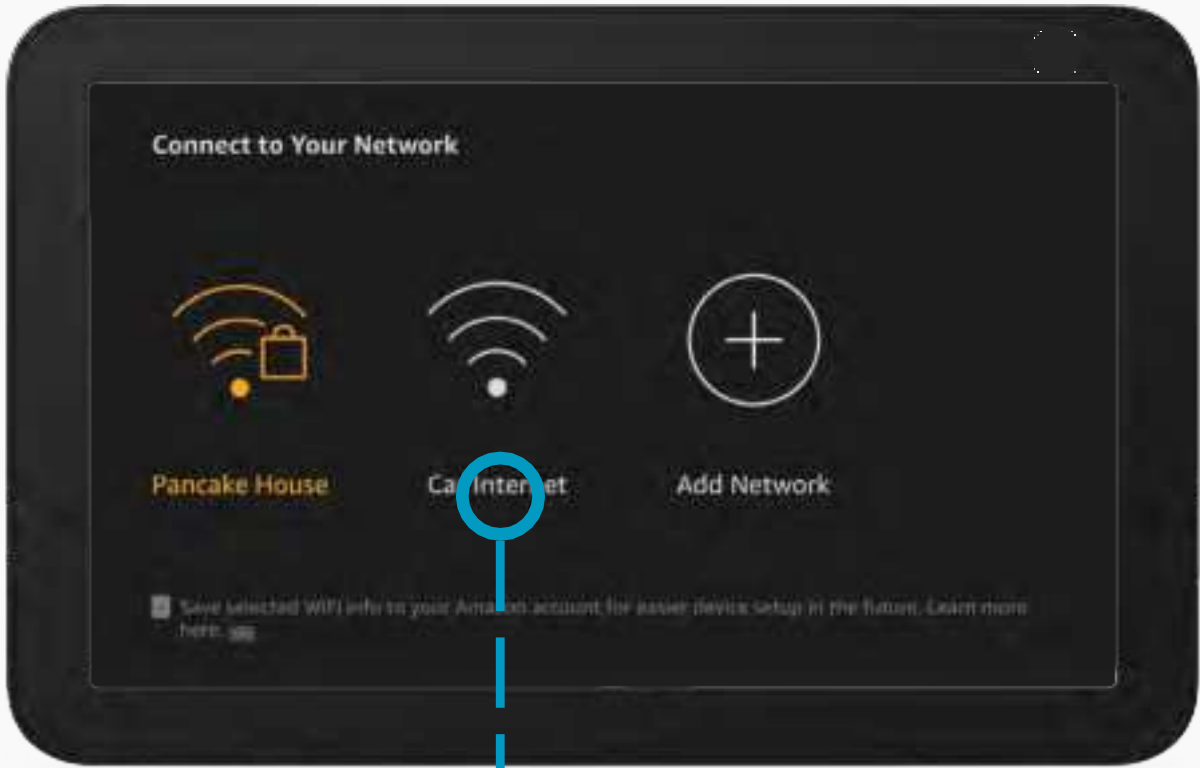 Connect to Your Network
Pancake House
Internet
Add Network
Save selected WiFi info to your Amazon account for easier device setup in the future. Learn more
here.